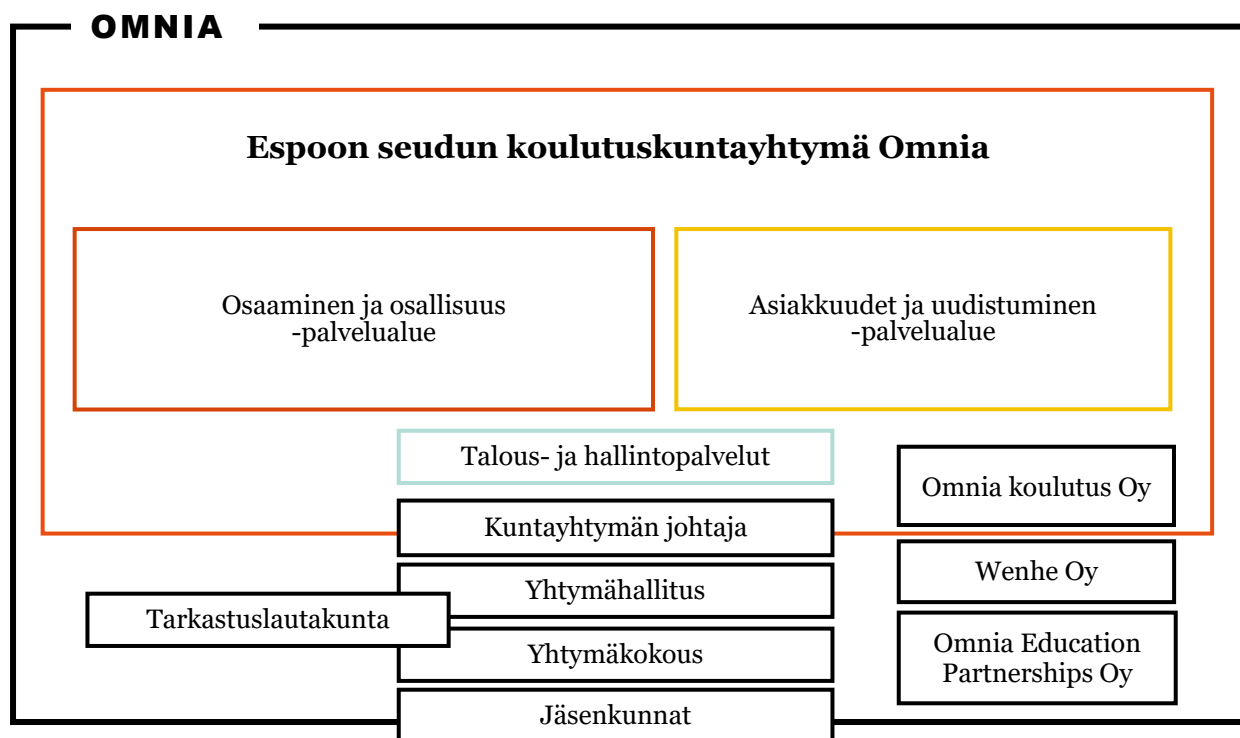 OMNIA
Espoon seudun koulutuskuntayhtymä Omnia
Osaaminen ja osallisuus
-palvelualue
Asiakkuudet ja uudistuminen
-palvelualue
Talous- ja hallintopalvelut
Omnia koulutus Oy
Kuntayhtymän johtaja
Wenhe Oy
Yhtymähallitus
Tarkastuslautakunta
Yhtymäkokous
Omnia Education
Partnerships Oy
Jäsenkunnat